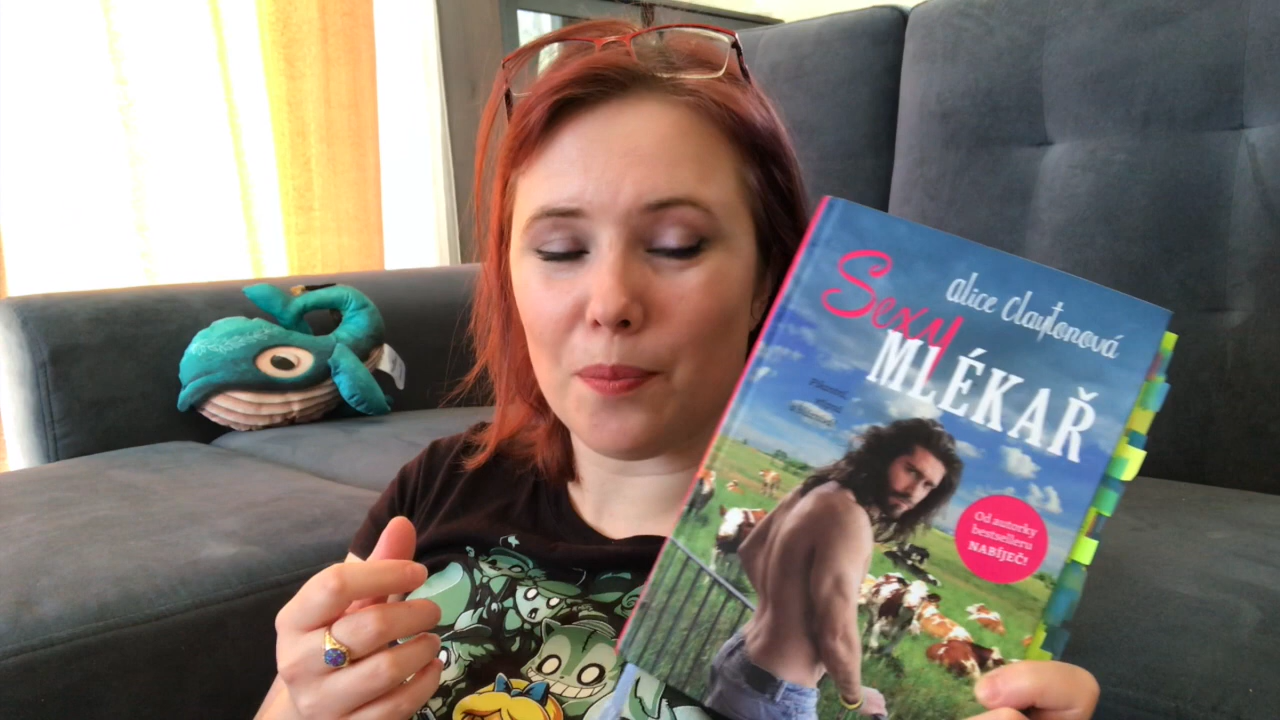 alice claytonová
Sexy
MLÉKAŘ
Od autorky
bestselleru
NABÍJEČ!